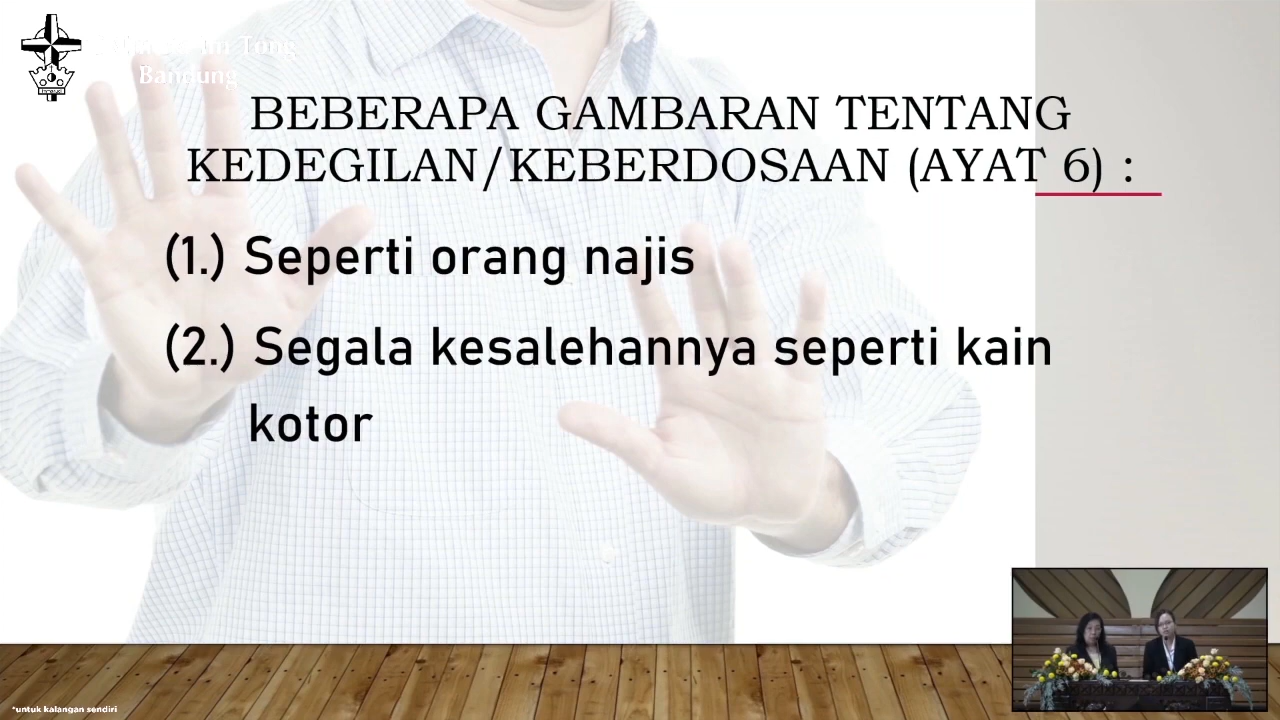 Tong
Bandung
BEBERAPA GAMBARAN TENTANG
KEDEGILAN/KEBERDOSAAN (AYAT 6) :
(1.) Seperti orang najis
(2.) Segala kesalehannya seperti kain
kotor
*untuk kalangan sendiri